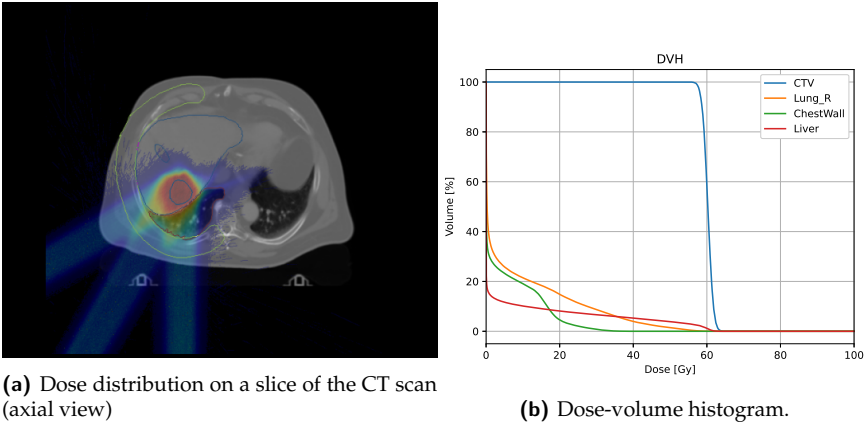 DVH
CTV
Lung_R
ChestWall
Liver
Volume [%]
100
80
60
40
20
0
0 20 40 60 80 100
Dose [Gy]
(a) Dose distribution on a slice of the CT scan
(axial view)
(b) Dose-volume histogram.